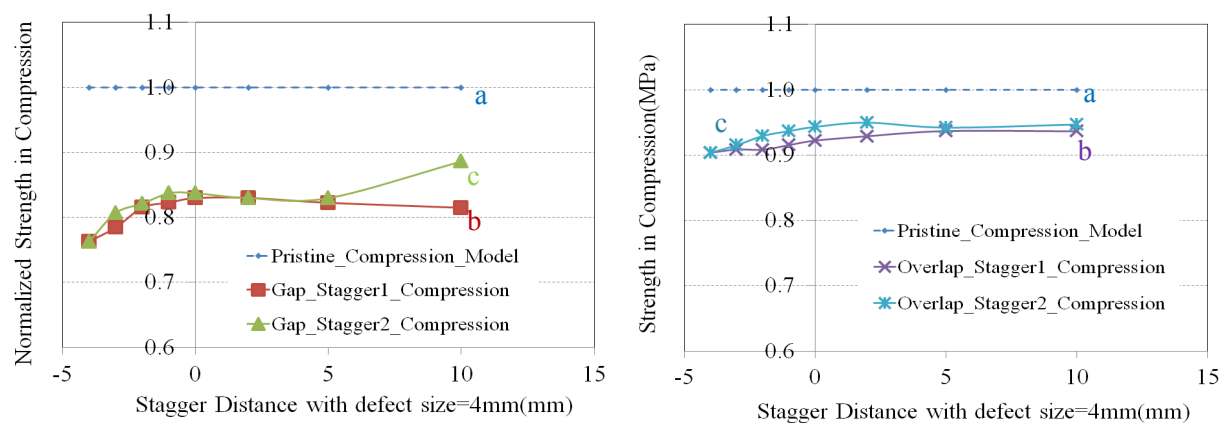 Normalized Strength in Compression
1.1
1.0
0.9
0.8
0.7
0.6
a
c
b
Pristine_Compression_Model
Gap_Stagger1_Compression
Gap_Stagger2_Compression
-5 0 5 10 15
Stagger Distance with defect size=4mm(mm)
Strength in Compression(MPa)
1.1
1.0
0.9
0.8
0.7
0.6
a
c
b
Pristine_Compression_Model
Overlap_Stagger1_Compression
Overlap_Stagger2_Compression
-5 0 5 10 15
Stagger Distance with defect size=4mm(mm)